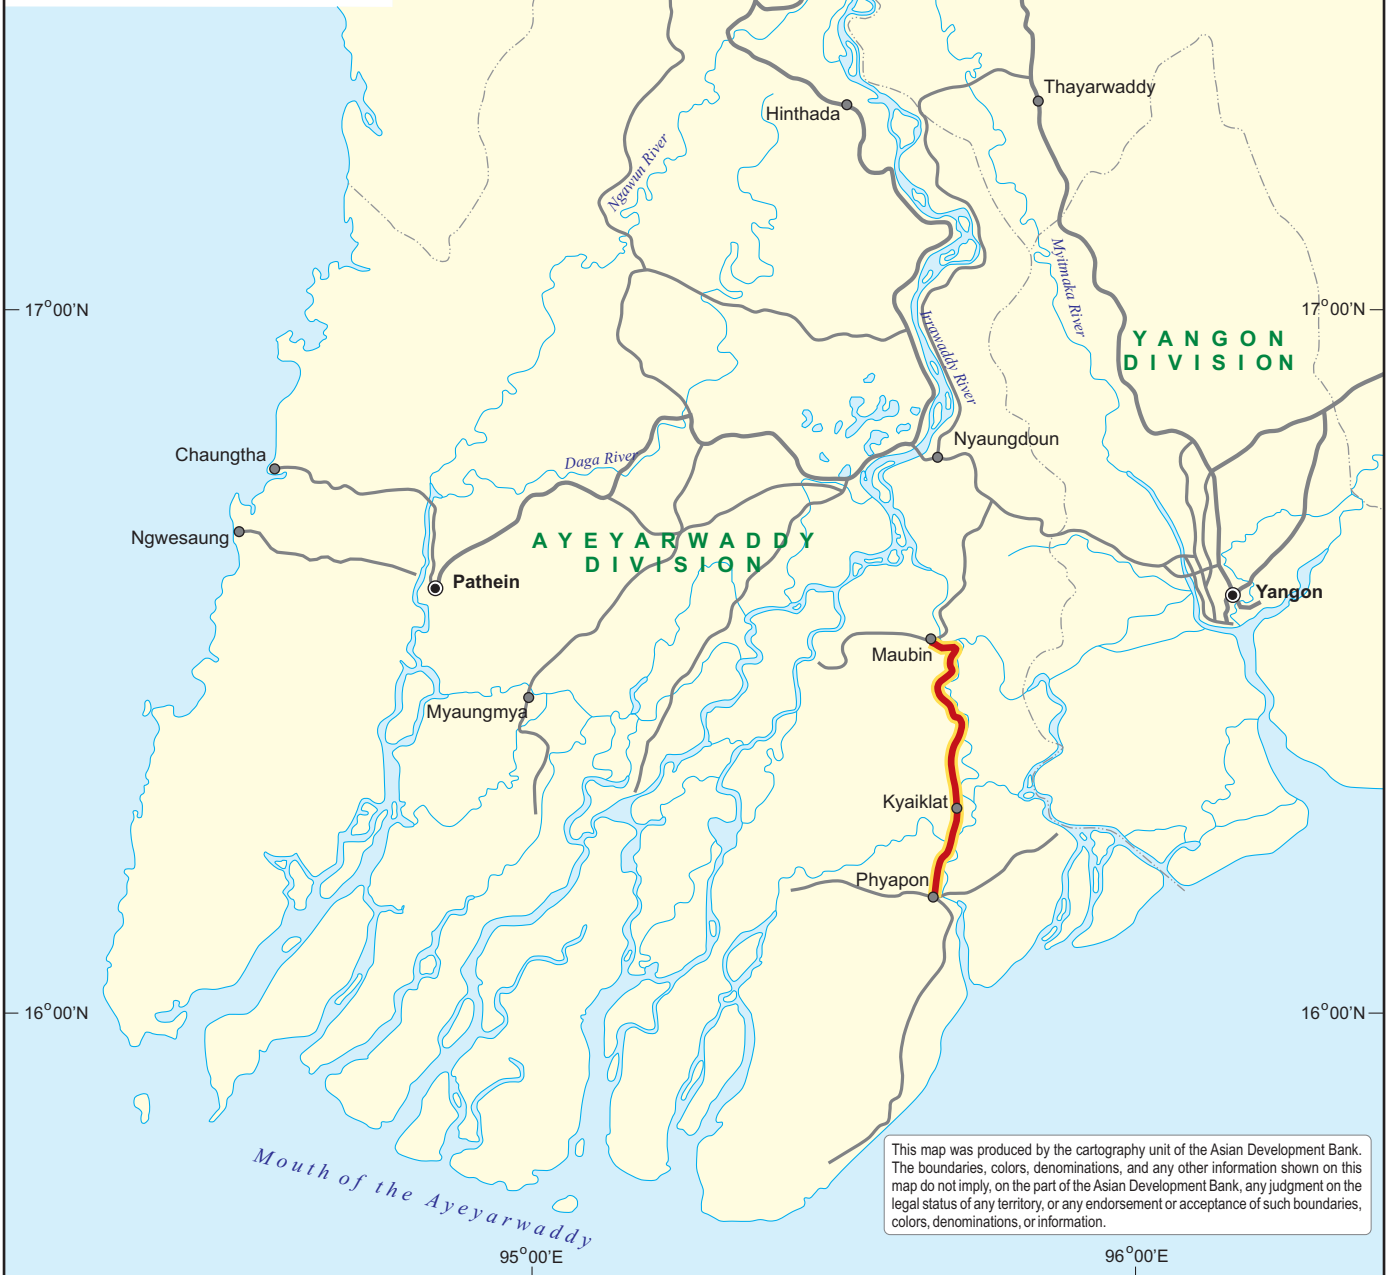 Thayarwaddy
Hinthada
Ngawun River
Myitmaka River
17°00'N
17°00'N
Irrawaddy River
YANGON
DIVISION
Nyaungdoun
Chaungtha
Daga River
Ngwesaung
AYEYARWADDY
DIVISION
Pathein
Yangon
Maubin
Myaungmya
Kyaiklat
Phyapon
16°00'N
16°00'N
Mouth of the Ayeyarwaddy
This map was produced by the cartography unit of the Asian Development Bank.
The boundaries, colors, denominations, and any other information shown on this
map do not imply, on the part of the Asian Development Bank, any judgment on the
legal status of any territory, or any endorsement or acceptance of such boundaries,
colors, denominations, or information.
95°00'E
96°00'E